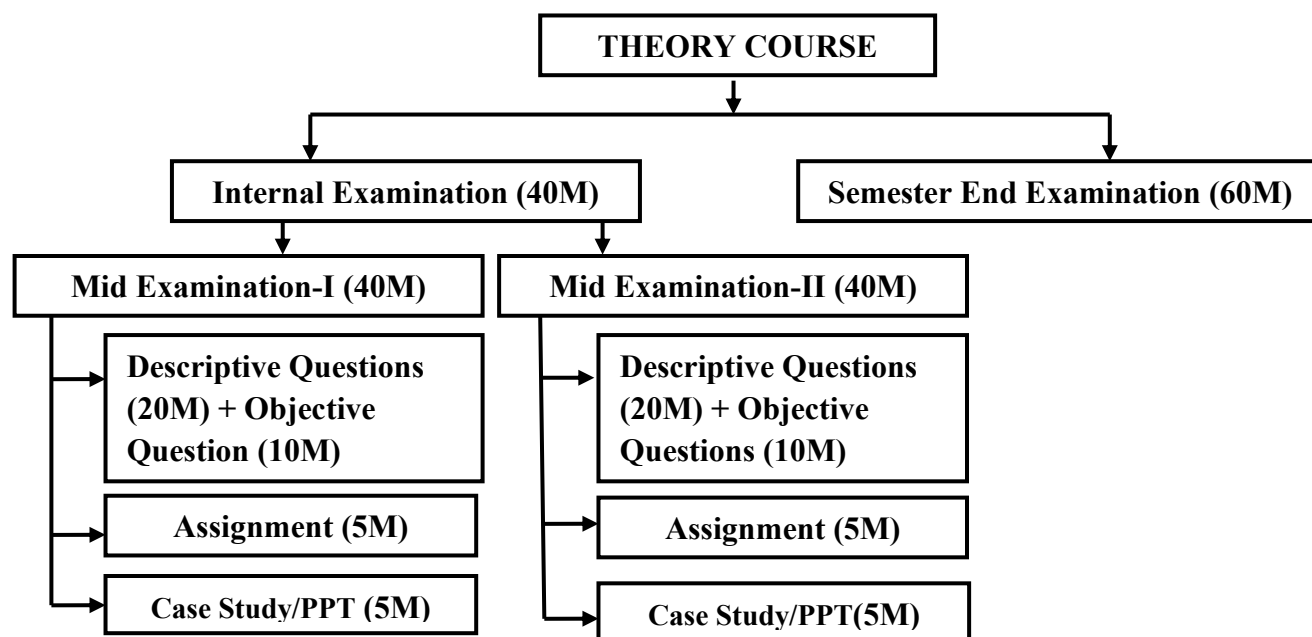 THEORY COURSE
Internal Examination (40M)
Semester End Examination (60M)
Mid Examination-I (40M)
Mid Examination-II (40M)
Descriptive Questions
(20M) + Objective
Question (10M)
Assignment (5M)
Case Study/PPT (5M)
Descriptive Questions
(20M) + Objective
Questions (10M)
Assignment (5M)
Case Study/PPT(5M)